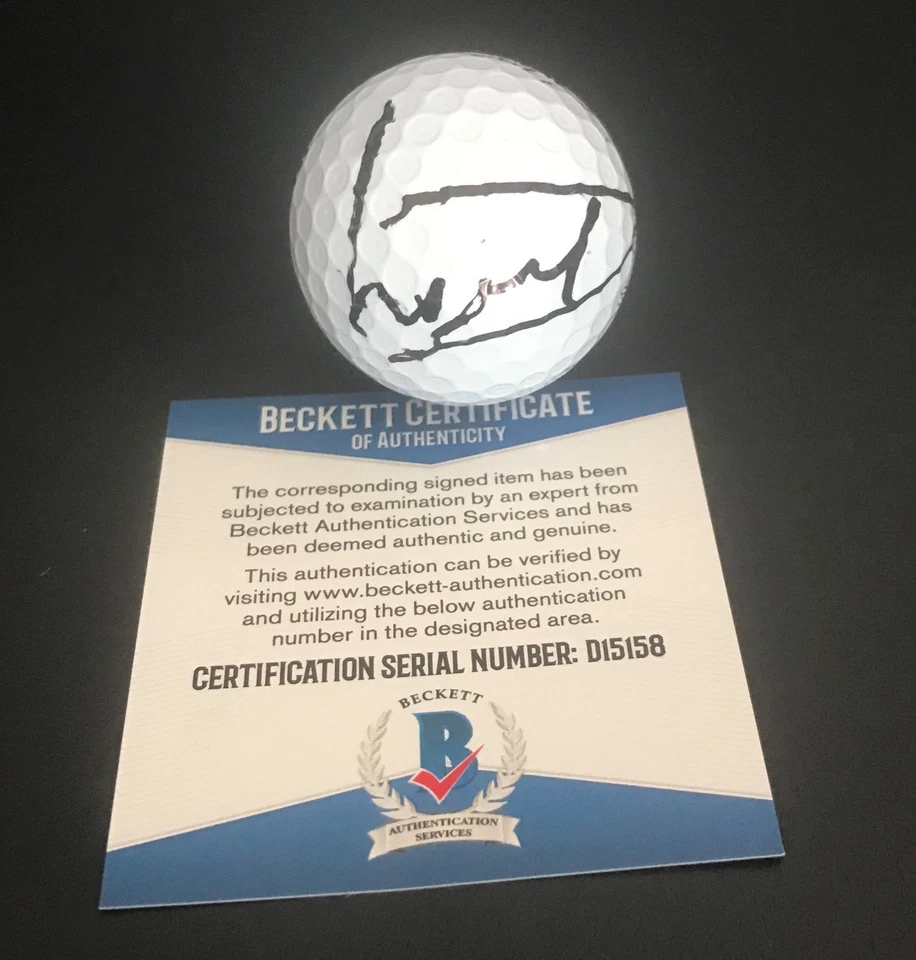 BECKETT CERTIFICATE
OF AUTHENTICITY
The corresponding signed item has been
subjected to examination by an expert from
Beckett Authentication Services and has
been deemed authentic and genuine.
This authentication can be verified by
visiting www.beckett-authentication.com
and utilizing the below authentication
number in the designated area.
CERTIFICATION SERIAL NUMBER: D15158
BECKETT
B
AUTHENTICATION
SERVICES